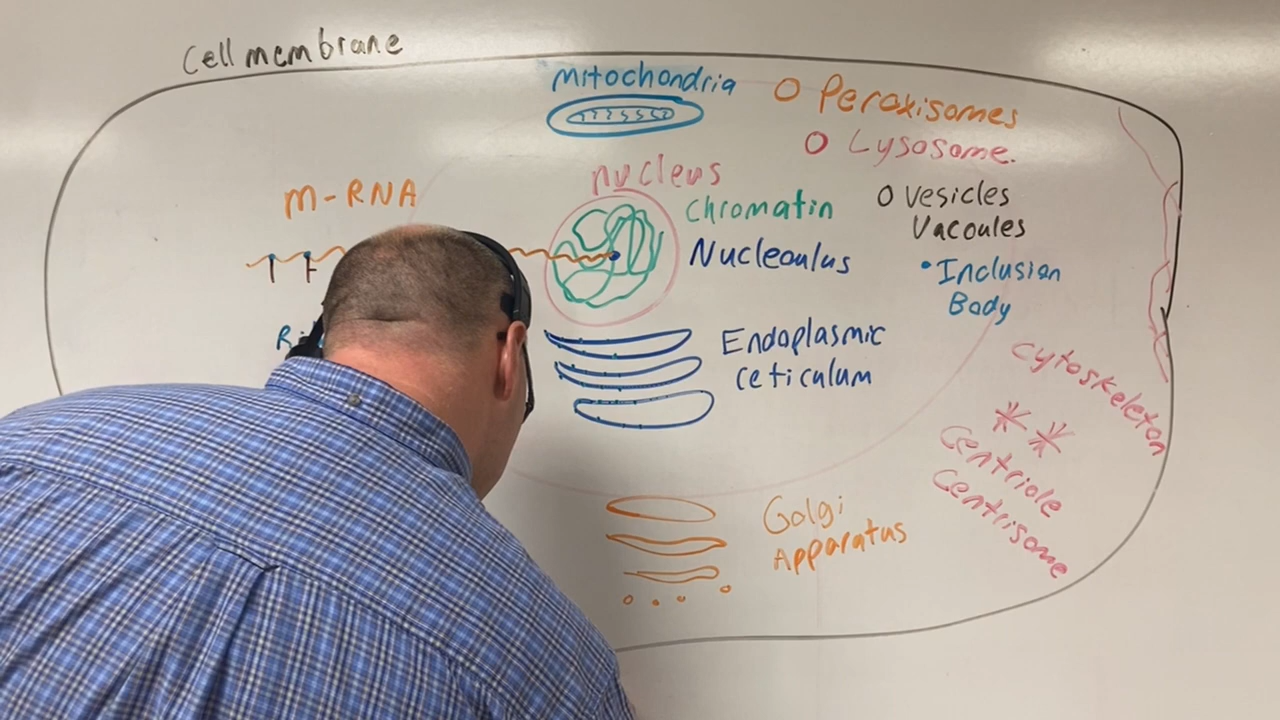 Cell membrane
Mitochondria
Peroxisomes
Lysosome.
nucleus
m-RNA
Chromatin
Vesicles
Vacoules
Nucleoulus
Inclusion
Body
Endoplasmic
ceticulum
cytoskeleton
Centriole
Centrisome
Golgi
Apparatus